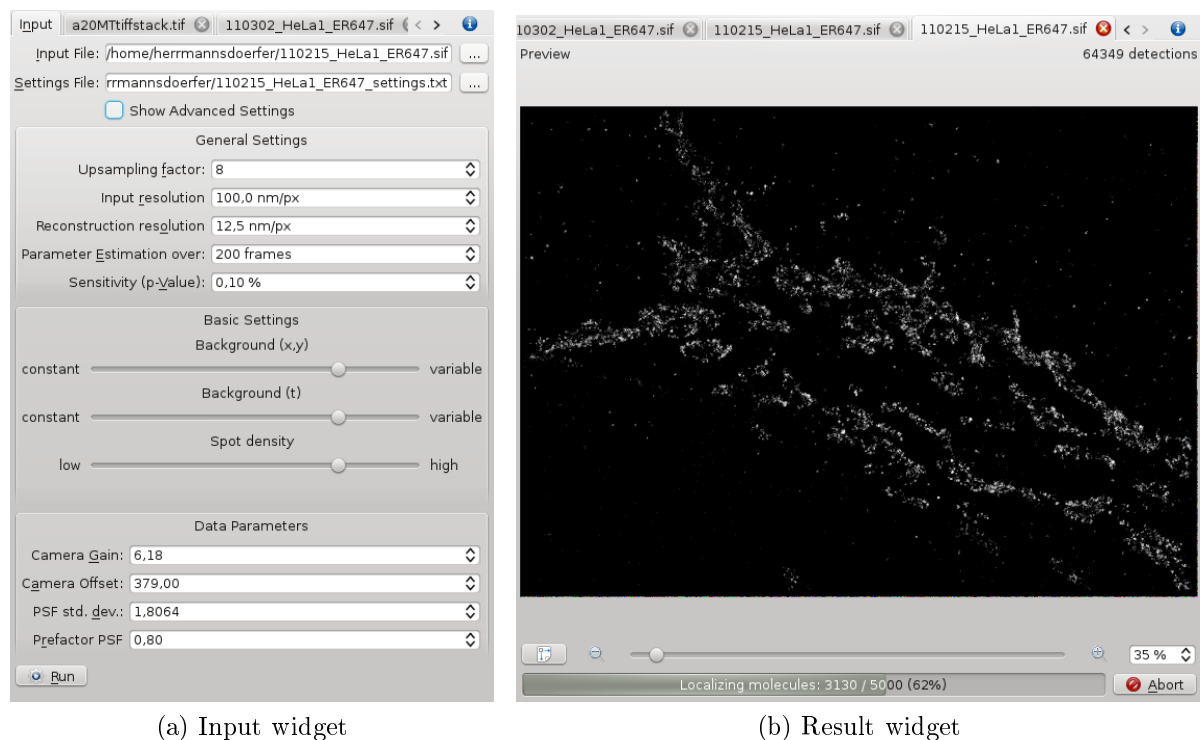 Input a20MTtiffstack.tif 110302_HeLa1_ER647.sif
Input File: /home/herrmannsdoerfer/110215_HeLa1_ER647.sif ...
Settings File: rrmannsdoerfer/110215_HeLa1_ER647_settings.txt ...
Show Advanced Settings
General Settings
Upsampling factor: 8
Input resolution 100,0 nm/px
Reconstruction resolution 12,5 nm/px
Parameter Estimation over: 200 frames
Sensitivity (p-Value): 0,10 %
Basic Settings
Background (x,y)
constant variable
Background (t)
constant variable
Spot density
low high
Data Parameters
Camera Gain: 6,18
Camera Offset: 379,00
PSF std. dev.: 1,8064
Prefactor PSF 0,80
Run
(a) Input widget
10302_HeLa1_ER647.sif 110215_HeLa1_ER647.sif 110215_HeLa1_ER647.sif
Preview 64349 detections
35 %
Localizing molecules: 3130 / 5000 (62%) Abort
(b) Result widget